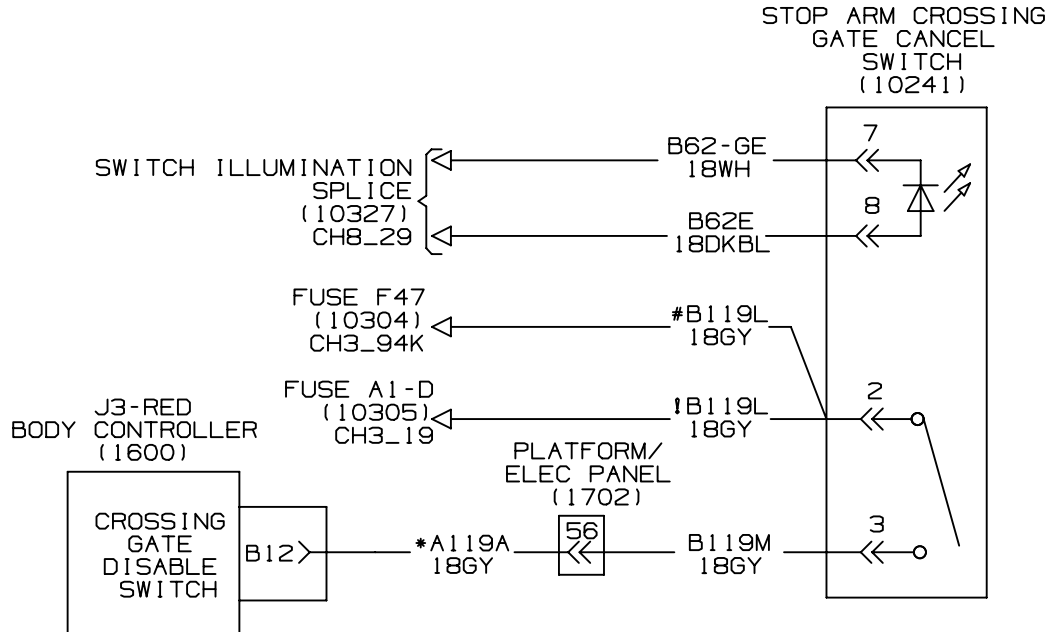 STOP ARM CROSSING
GATE CANCEL
SWITCH
(10241)
7
B62-GE
18WH
SWITCH ILLUMINATION
SPLICE
(10327)
CH8_29
8
B62E
18DKBL
FUSE F47
(10304)
CH3_94K
#B119L
18GY
FUSE A1-D
(10305)
CH3_19
!B119L
18GY
2
J3-RED
BODY CONTROLLER
(1600)
PLATFORM/
ELEC PANEL
(1702)
CROSSING
GATE
DISABLE
SWITCH
B12
*A119A
18GY
56
B119M
18GY
3